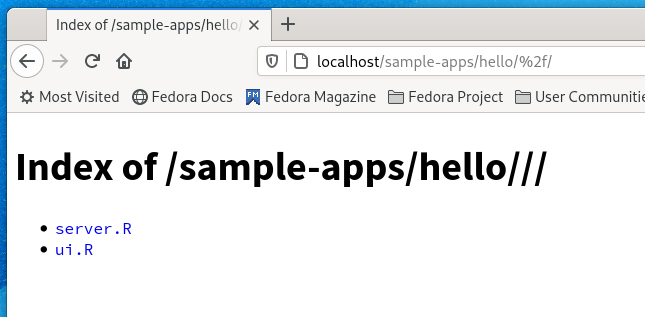 Index of /sample-apps/hello/
localhost/sample-apps/hello/%2f/
Most Visited Fedora Docs FM Fedora Magazine Fedora Project User Communitie
Index of /sample-apps/hello///
server.R
ui.R